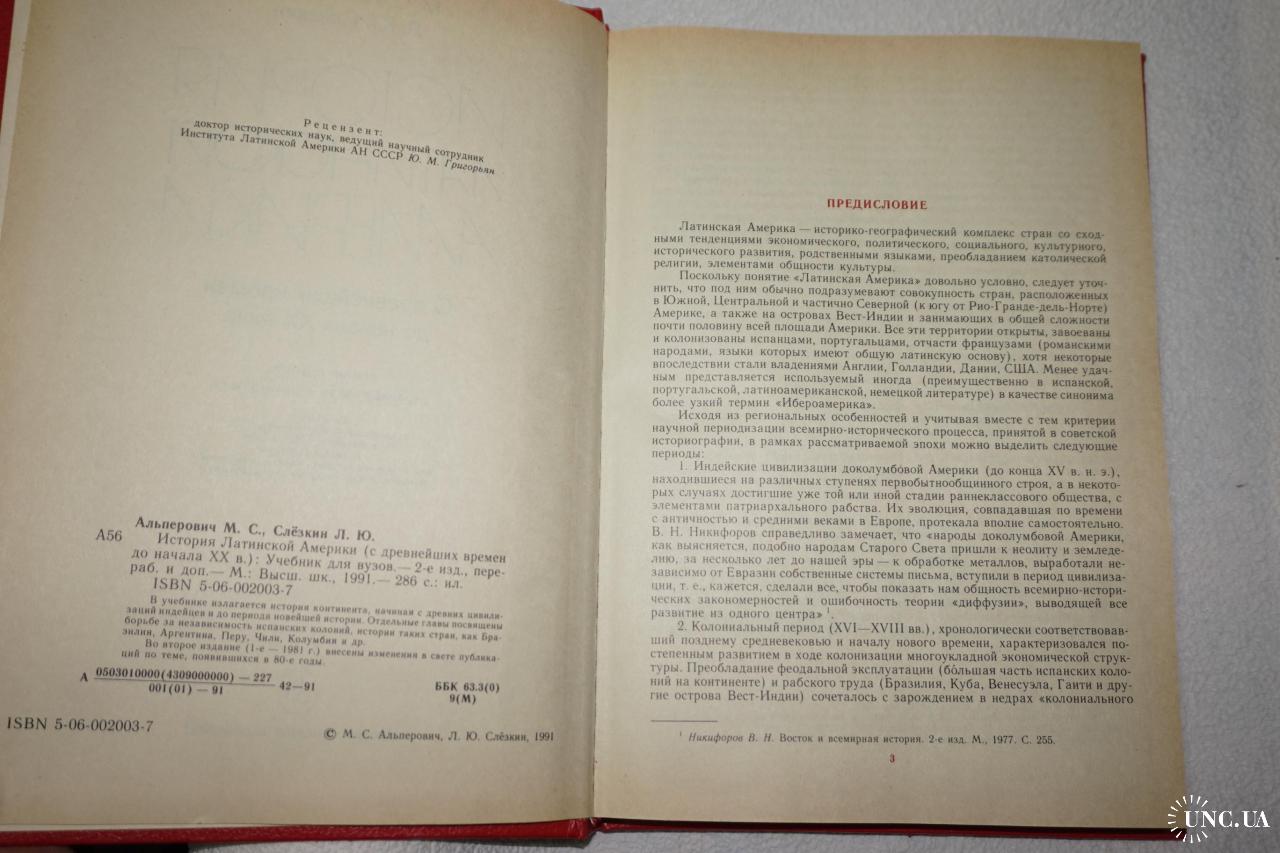 Рецензент:
доктор исторических наук, ведущий научный сотрудник
Института Латинской Америки АН СССР Ю. М. Григорьян
Альперович М. С., Слёзкин Л. Ю.
А56
История Латинской Америки (с древнейших времен
до начала XX в.): Учебник для вузов.— 2-е изд., пере-
раб. и доп.— М.: Высш. шк., 1991.— 286 с.: ил.
ISBN 5-06-002003-7
В учебнике излагается история континента, начиная с древних цивили-
заций индейцев и до периода новейшей истории. Отдельные главы посвящены
борьбе за независимость испанских колоний, истории таких стран, как Бра-
зилия, Аргентина, Перу, Чили, Колумбия и др.
Во второе издание (1-е — 1981 г.) внесены изменения в свете публика-
ций по теме, появившихся в 80-е годы.
А 0503010000(4309000000) — 227
001(01) — 91
42—91
ББК 63.3(0)
9(М)
ISBN 5-06-002003-7
© М. С. Альперович, Л. Ю. Слёзкин, 1991
ПРЕДИСЛОВИЕ
Латинская Америка — историко-географический комплекс стран со сход-
ными тенденциями экономического, политического, социального, культурного,
исторического развития, родственными языками, преобладанием католической
религии, элементами общности культуры.
Поскольку понятие «Латинская Америка» довольно условно, следует уточ-
нить, что под ним обычно подразумевают совокупность стран, расположенных
в Южной, Центральной и частично Северной (к югу от Рио-Гранде-дель-Норте)
Америке, а также на островах Вест-Индии и занимающих в общей сложности
почти половину всей площади Америки. Все эти территории открыты, завоеваны
и колонизованы испанцами, португальцами, отчасти французами (романскими
народами, языки которых имеют общую латинскую основу), хотя некоторые
впоследствии стали владениями Англии, Голландии, Дании, США. Менее удач-
ным представляется используемый иногда (преимущественно в испанской,
португальской, латиноамериканской, немецкой литературе) в качестве синонима
более узкий термин «Ибероамерика».
Исходя из региональных особенностей и учитывая вместе с тем критерии
научной периодизации всемирно-исторического процесса, принятой в советской
историографии, в рамках рассматриваемой эпохи можно выделить следующие
периоды:
1. Индейские цивилизации доколумбо́вой Америки (до конца XV в. н. э.),
находившиеся на различных ступенях первобытнообщинного строя, а в некото-
рых случаях достигшие уже той или иной стадии раннеклассового общества, с
элементами патриархального рабства. Их эволюция, совпадавшая по времени
с античностью и средними веками в Европе, протекала вполне самостоятельно.
В. Н. Никифоров справедливо замечает, что «народы доколумбовой Америки,
как выясняется, подобно народам Старого Света пришли к неолиту и земледе-
лию, за несколько лет до нашей эры — к обработке металлов, выработали не-
зависимо от Евразии собственные системы письма, вступили в период цивилиза-
ции, т. е., кажется, сделали все, чтобы показать нам общность всемирно-истори-
ческих закономерностей и ошибочность теории «диффузии», выводящей все
развитие из одного центра» 1.
2. Колониальный период (XVI—XVIII вв.), хронологически соответствовав-
ший позднему средневековью и началу нового времени, характеризовался по-
степенным развитием в ходе колонизации многоукладной экономической струк-
туры. Преобладание феодальной эксплуатации (бо́льшая часть испанских коло-
ний на континенте) и рабского труда (Бразилия, Куба, Венесуэла, Гаити и дру-
гие острова Вест-Индии) сочеталось с зарождением в недрах «колониального
1 Никифоров В. Н. Восток и всемирная история. 2-е изд. М., 1977. С. 255.
3
UNC.UA